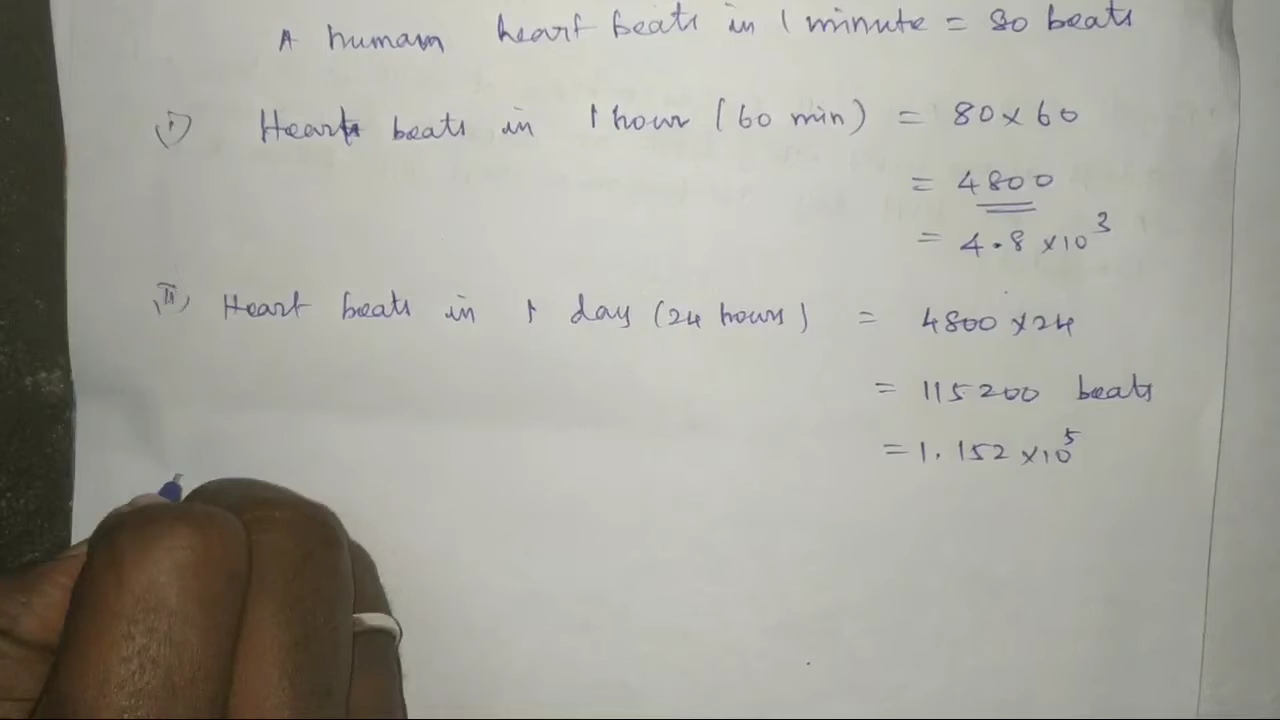 A human heart beats in 1 minute = 80 beats
i) Heart beats in 1 hour (60 min) = 80 x 60
= 4800
= 4.8 x 10³
ii) Heart beats in 1 day (24 hours) = 4800 x 24
= 115200 beats
= 1.152 x 10⁵